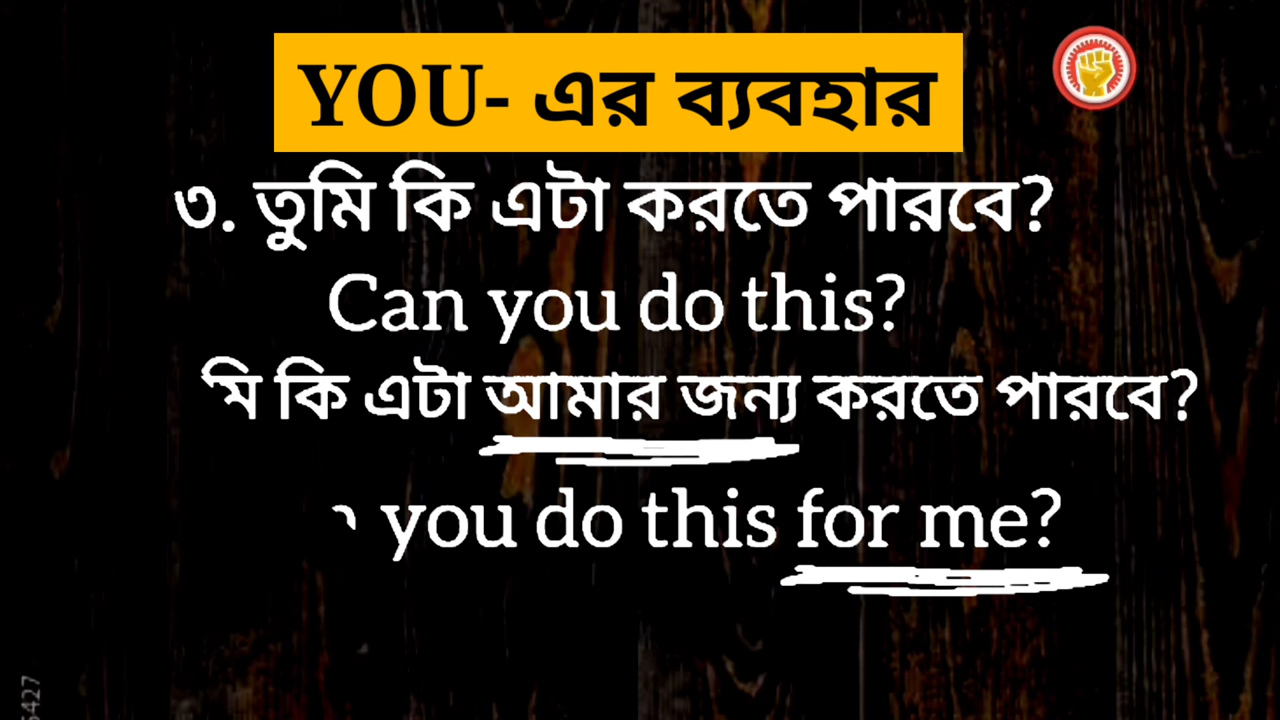 YOU- এর ব্যবহার
৩. তুমি কি এটা করতে পারবে?
Can you do this?
কি এটা আমার জন্য করতে পারবে?
you do this for me?